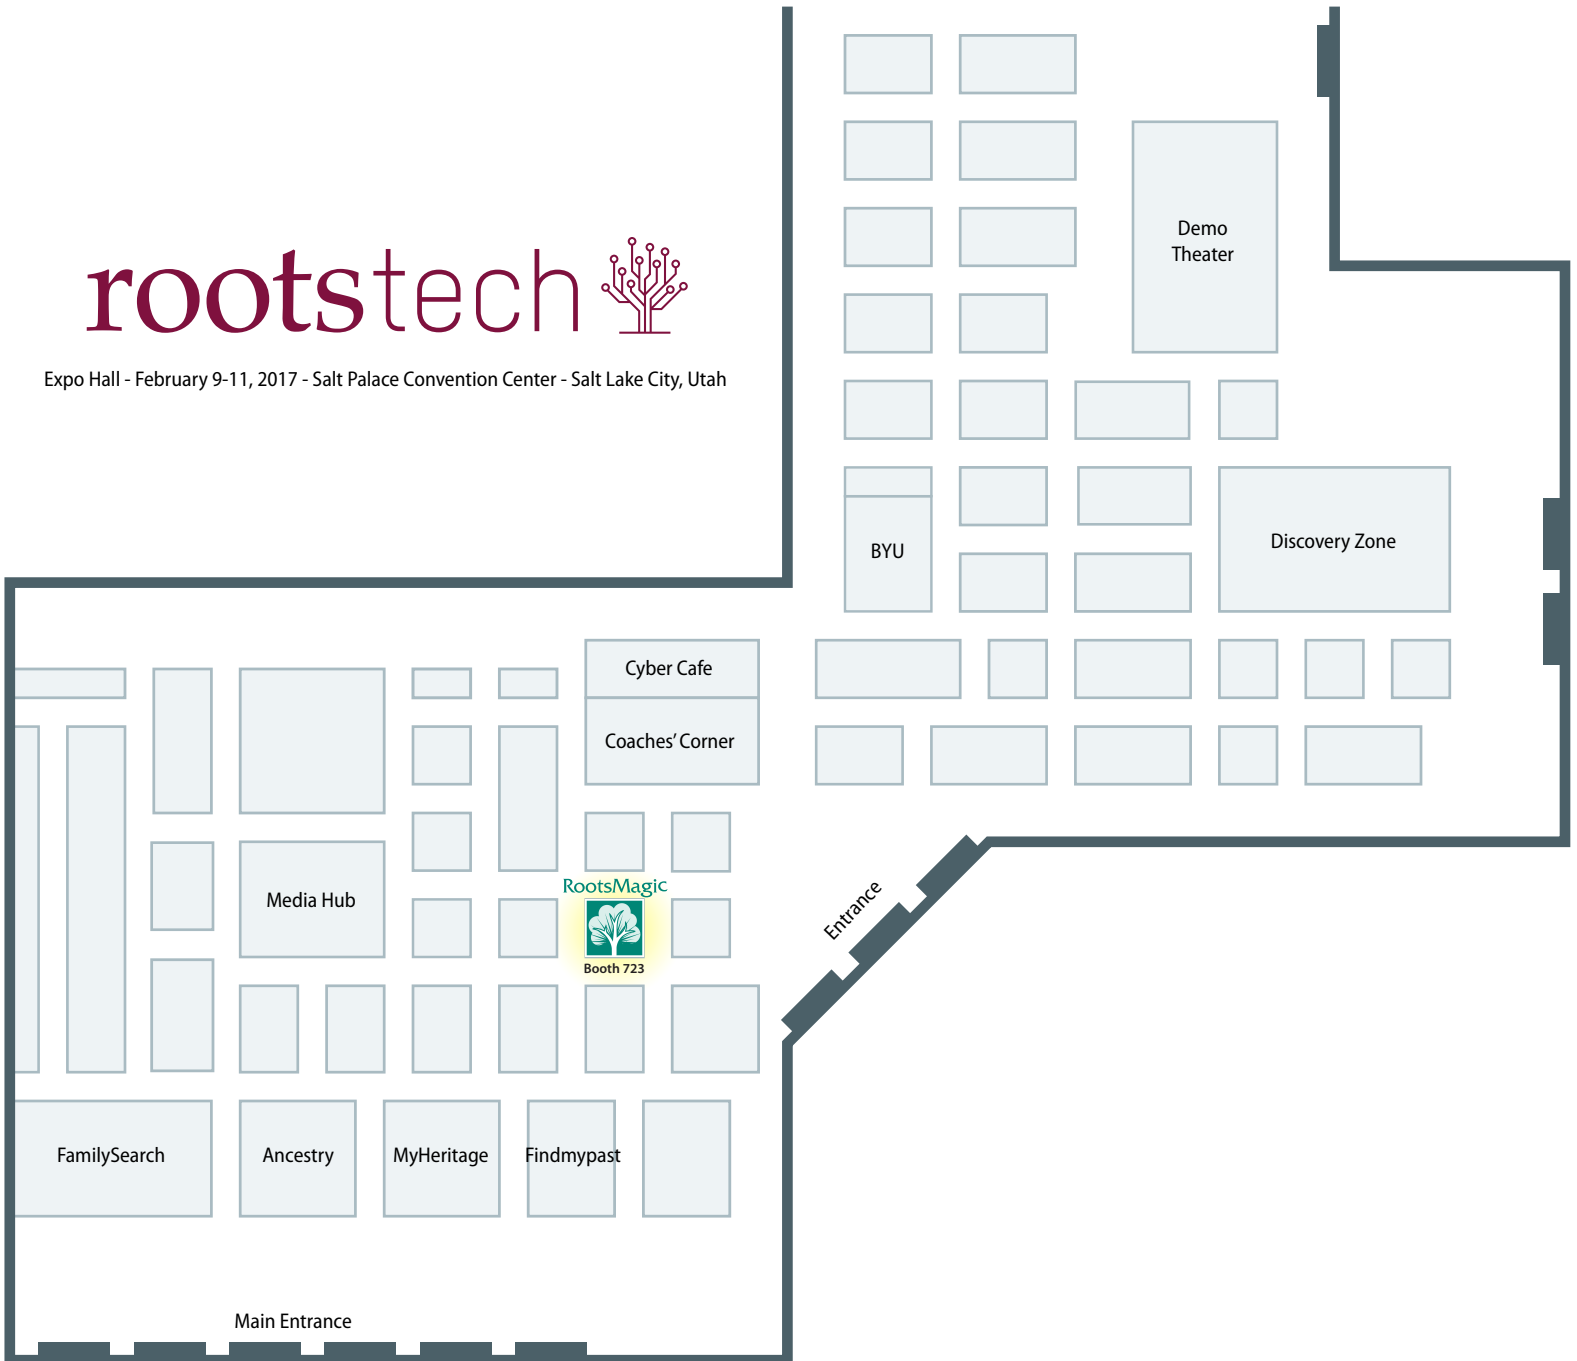 rootstech
Expo Hall - February 9-11, 2017 - Salt Palace Convention Center - Salt Lake City, Utah
Demo
Theater
BYU
Discovery Zone
Cyber Cafe
Coaches’ Corner
Media Hub
RootsMagic
Booth 723
Entrance
FamilySearch
Ancestry
MyHeritage
Findmypast
Main Entrance